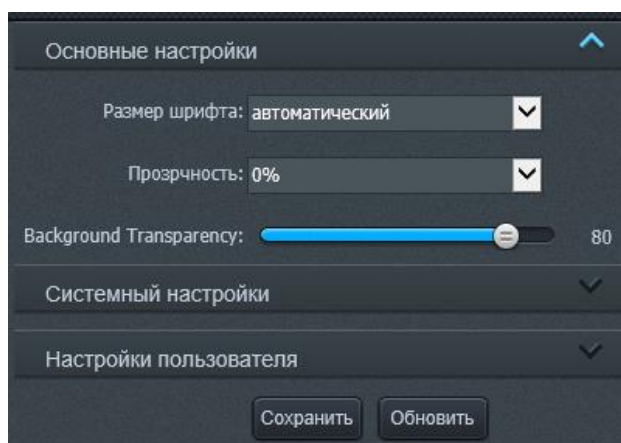 Основные настройки
Размер шрифта: автоматический
Прозрчность: 0%
Background Transparency: 80
Системный настройки
Настройки пользователя
Сохранить Обновить